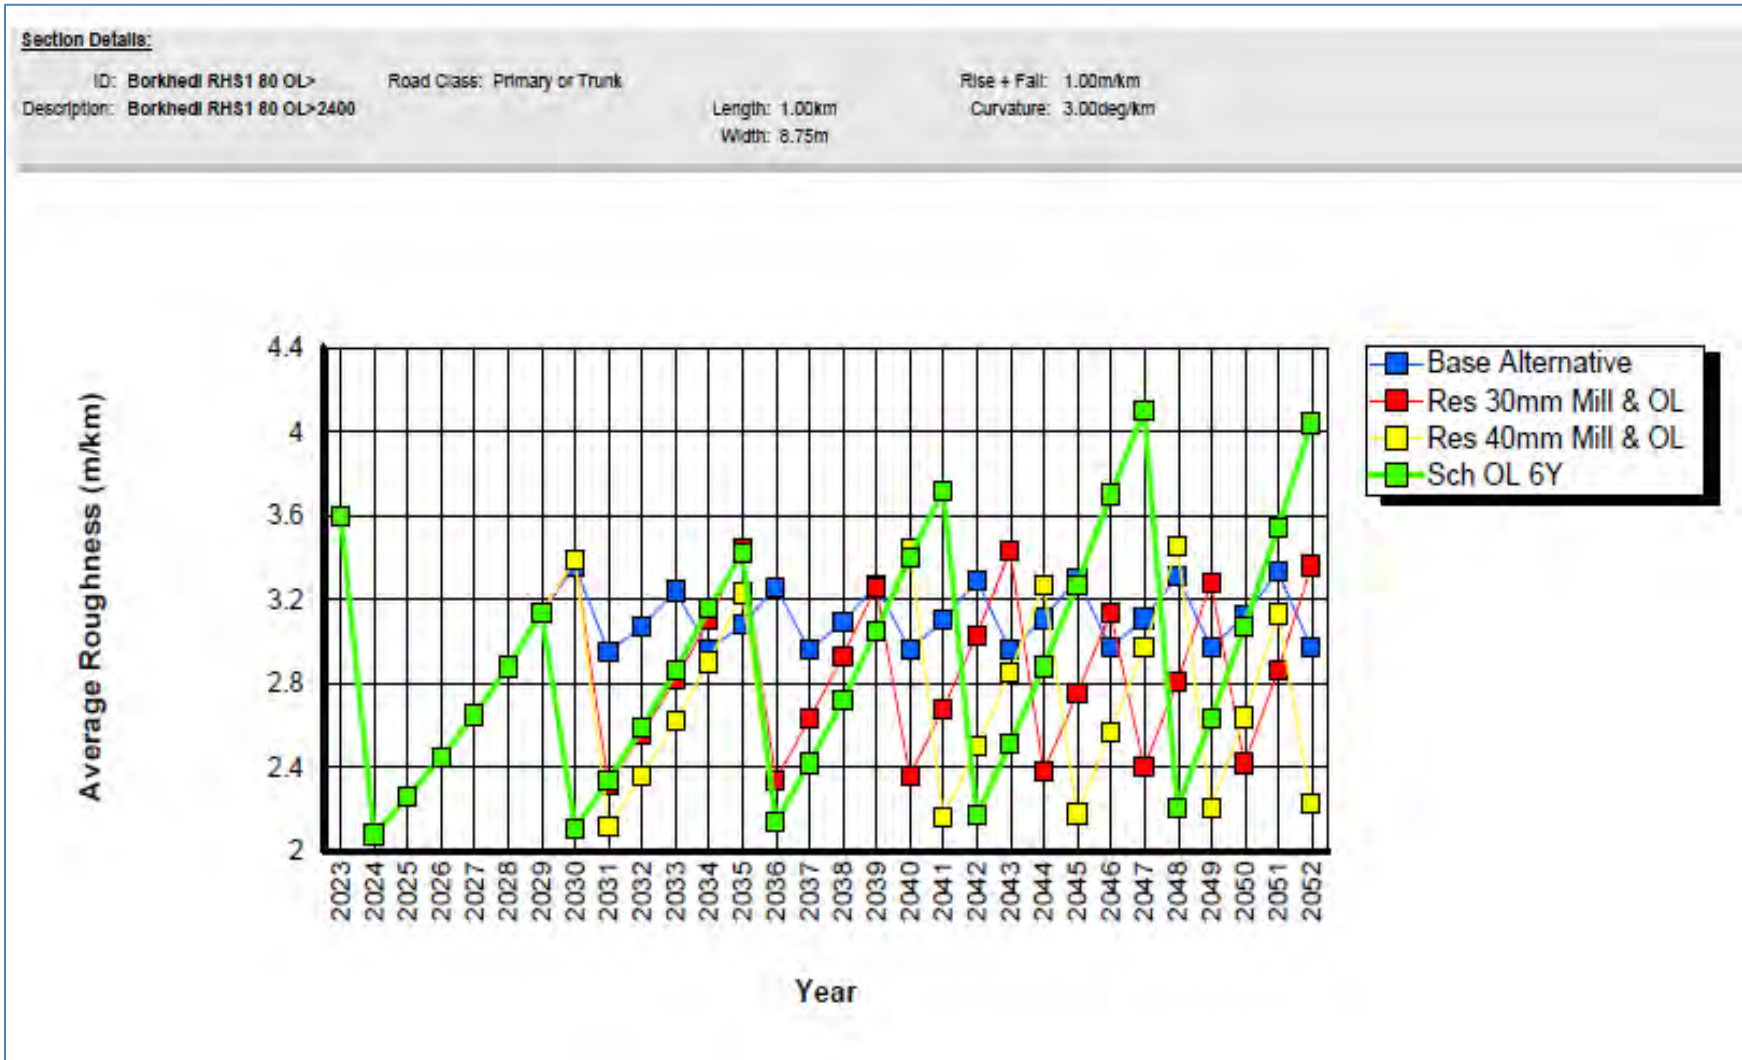 Section Details:
ID: Borkhedi RHS1 80 OL> Road Class: Primary or Trunk Rise + Fall: 1.00m/km
Description: Borkhedi RHS1 80 OL>2400 Length: 1.00km Curvature: 3.00deg/km
Width: 8.75m
4.4
4
3.6
3.2
2.8
2.4
2
Average Roughness (m/km)
Base Alternative
Res 30mm Mill & OL
Res 40mm Mill & OL
Sch OL 6Y
2023 2024 2025 2026 2027 2028 2029 2030 2031 2032 2033 2034 2035 2036 2037 2038 2039 2040 2041 2042 2043 2044 2045 2046 2047 2048 2049 2050 2051 2052
Year